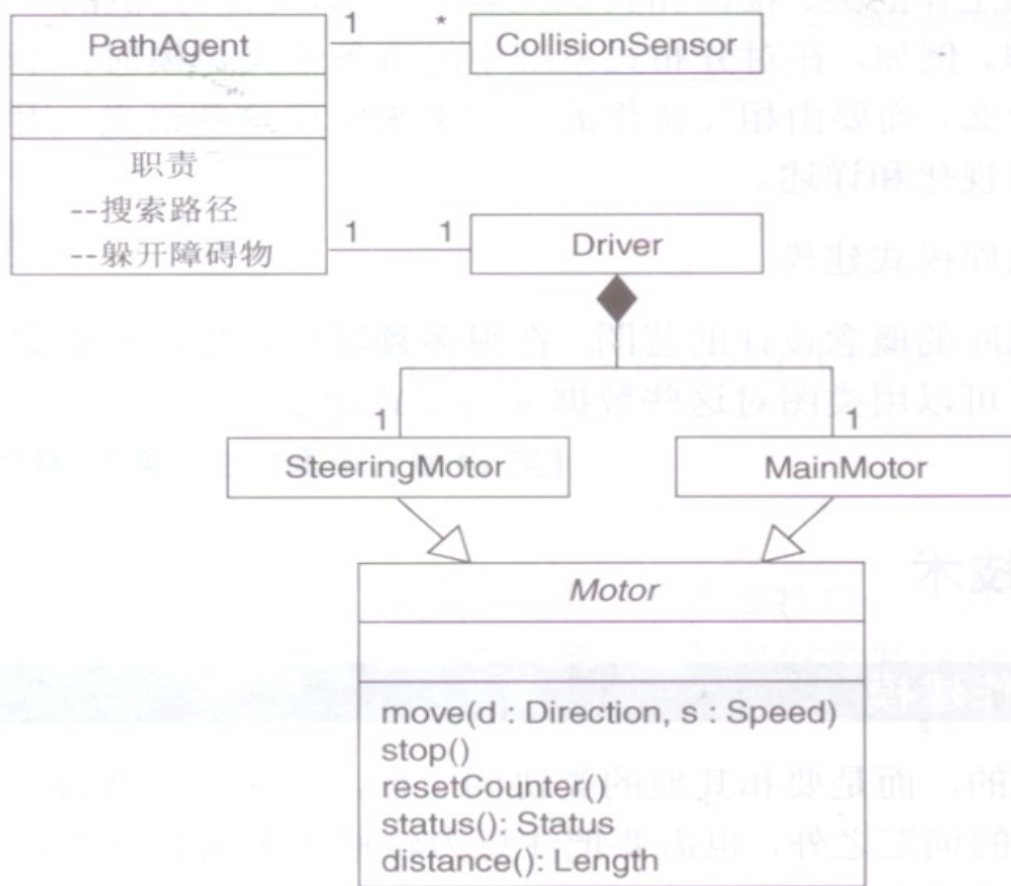 PathAgent 1 * CollisionSensor
职责
--搜索路径
--躲开障碍物
1 1 Driver
1 1
SteeringMotor MainMotor
Motor
move(d : Direction, s : Speed)
stop()
resetCounter()
status(): Status
distance(): Length